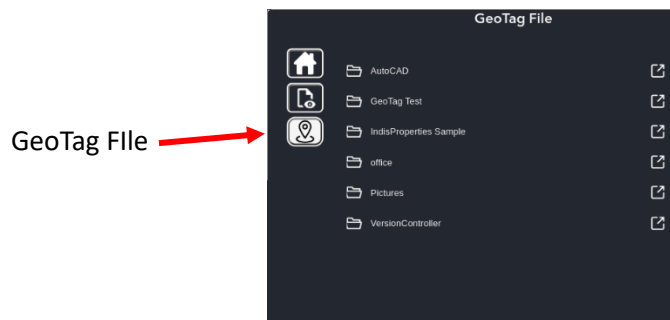 GeoTag File
AutoCAD
GeoTag Test
GeoTag FIle
IndisProperties Sample
office
Pictures
VersionController